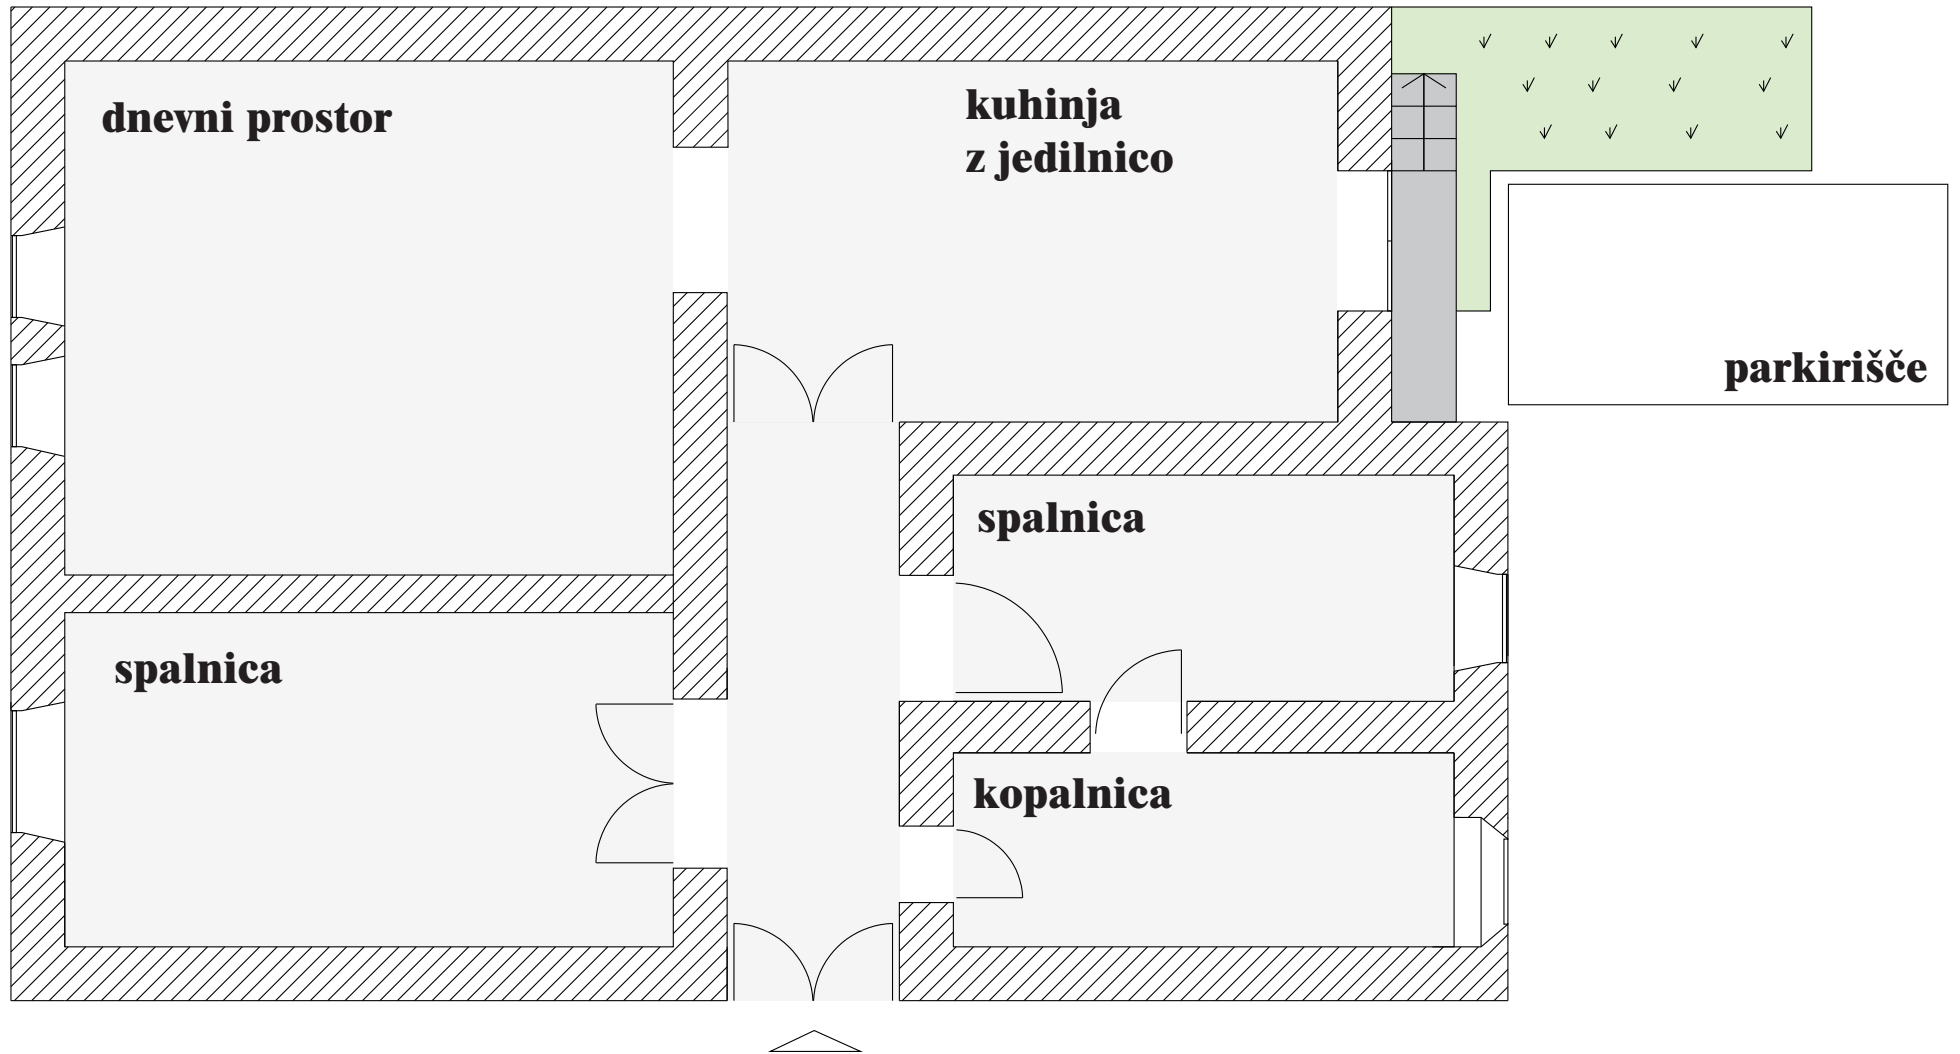 dnevni prostor
kuhinja
z jedilnico
parkirišče
spalnica
spalnica
kopalnica